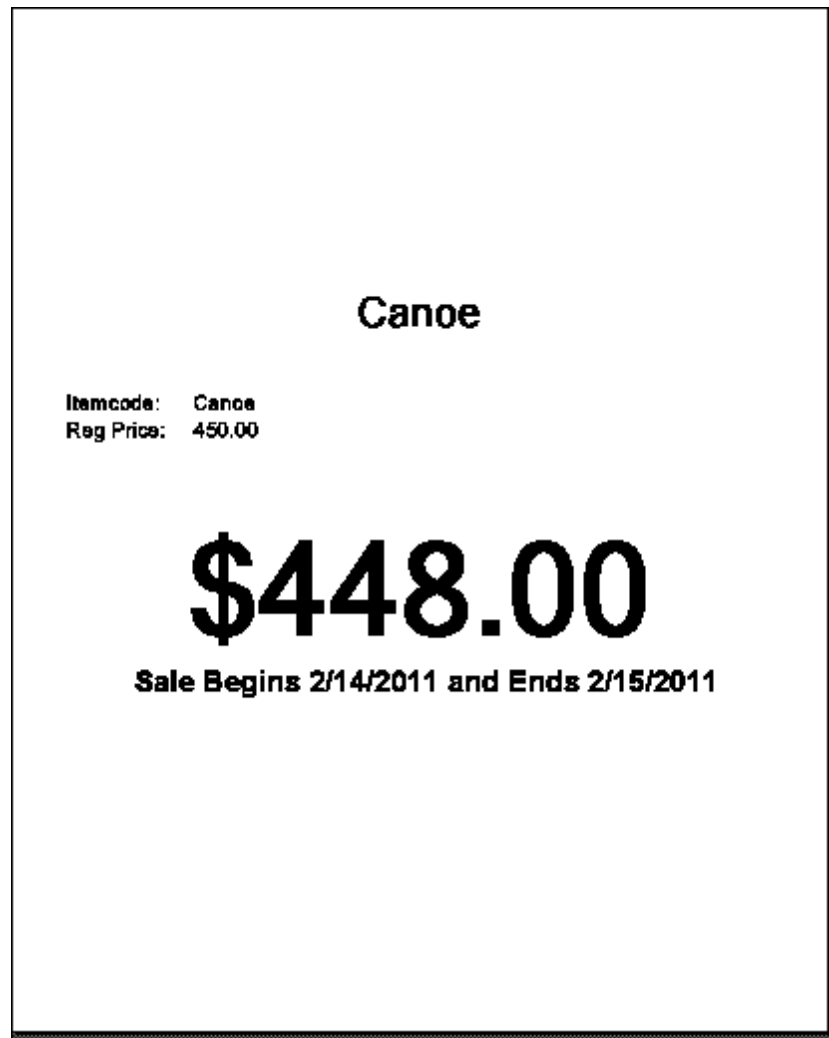 Canoe
Itemcode: Canoe
Reg Price: 450.00
$448.00
Sale Begins 2/14/2011 and Ends 2/15/2011